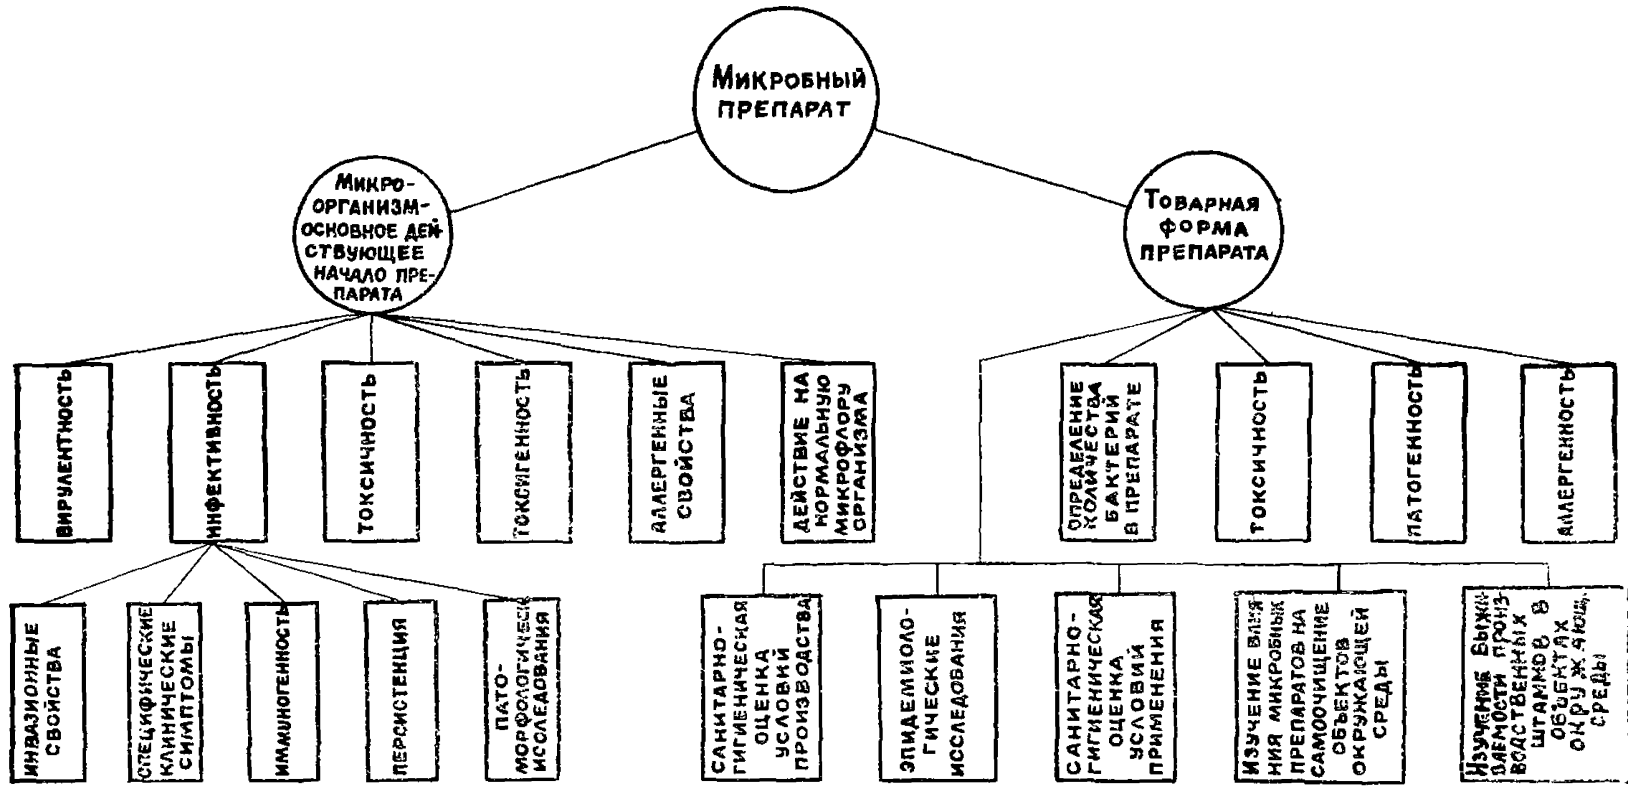 МИКРОБНЫЙ
ПРЕПАРАТ
МИКРО-
ОРГАНИЗМ-
ОСНОВНОЕ ДЕЙ-
СТВУЮЩЕЕ
НАЧАЛО ПРЕ-
ПАРАТА
ТОВАРНАЯ
ФОРМА
ПРЕПАРАТА
ВИРУЛЕНТНОСТЬ
ИНФЕКТИВНОСТЬ
ТОКСИЧНОСТЬ
ТОКСИГЕННОСТЬ
АЛЛЕРГЕННЫЕ
СВОЙСТВА
ДЕЙСТВИЕ НА
НОРМАЛЬНУЮ
МИКРОФЛОРУ
ОРГАНИЗМА
ОПРЕДЕЛЕНИЕ
КОЛИЧЕСТВА
БАКТЕРИЙ
В ПРЕПАРАТЕ
ТОКСИЧНОСТЬ
ПАТОГЕННОСТЬ
АЛЛЕРГЕННОСТЬ
ИНВАЗИОННЫЕ
СВОЙСТВА
СПЕЦИФИЧЕСКИЕ
КЛИНИЧЕСКИЕ
СИМПТОМЫ
ИММУНОГЕННОСТЬ
ПЕРСИСТЕНЦИЯ
ПАТО-
МОРФОЛОГИЧЕСК
ИССЛЕДОВАНИЯ
САНИТАРНО-
ГИГИЕНИЧЕСКАЯ
ОЦЕНКА
УСЛОВИЙ
ПРОИЗВОДСТВА
ЭПИДЕМИОЛО-
ГИЧЕСКИЕ
ИССЛЕДОВАНИЯ
САНИТАРНО-
ГИГИЕНИЧЕСКАЯ
ОЦЕНКА
УСЛОВИЙ
ПРИМЕНЕНИЯ
ИЗУЧЕНИЕ ВЛИЯ
НИЯ МИКРОБНЫХ
ПРЕПАРАТОВ НА
САМООЧИЩЕНИЕ
ОБЪЕКТОВ
ОКРУЖАЮЩЕЙ
СРЕДЫ
ИЗУЧЕНИЕ ВЫЖИ-
ВАЕМОСТИ ПРОИЗ-
ВОДСТВЕННЫХ
ШТАММОВ В
ОБЪЕКТАХ
ОКРУЖАЮЩ.
СРЕДЫ